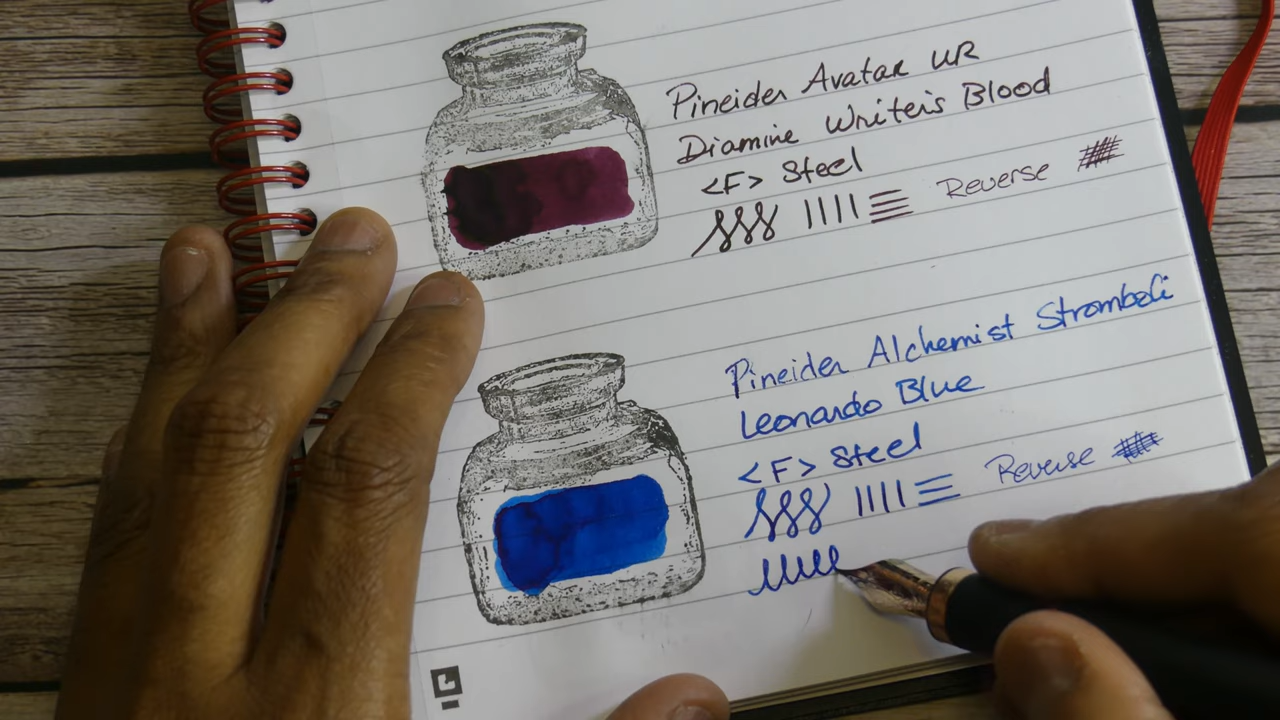 Pineider Avatar UR
Diamine Writer's Blood
<F> Steel
Reverse
Pineider Alchemist Stromboli
Leonardo Blue
<F> Steel
Reverse